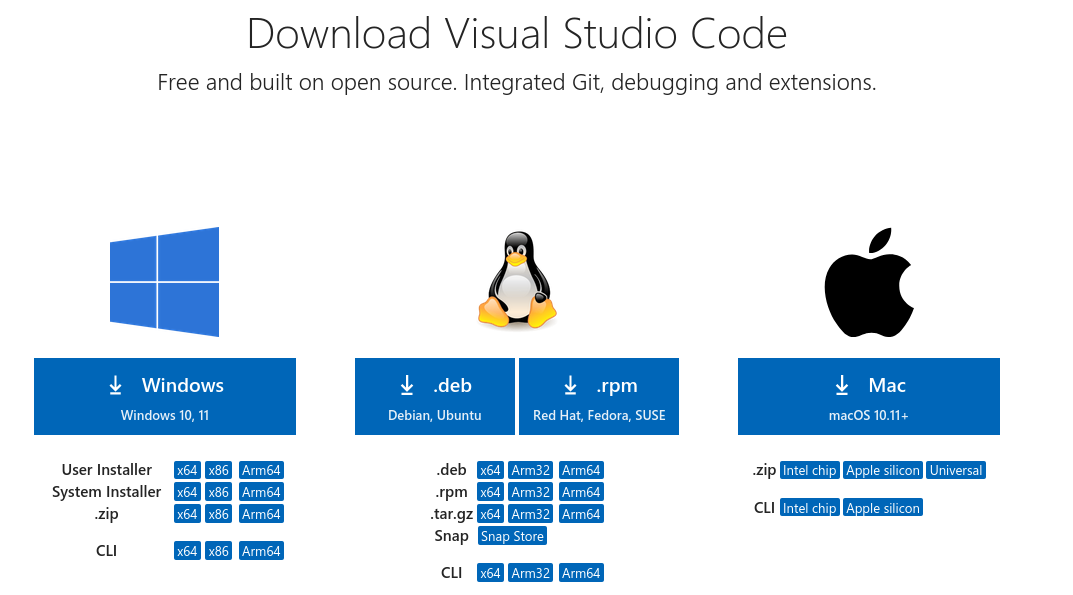 Download Visual Studio Code
Free and built on open source. Integrated Git, debugging and extensions.
Windows
Windows 10, 11
User Installer x64 x86 Arm64
System Installer x64 x86 Arm64
.zip x64 x86 Arm64
CLI x64 x86 Arm64
.deb
Debian, Ubuntu
.rpm
Red Hat, Fedora, SUSE
.deb x64 Arm32 Arm64
.rpm x64 Arm32 Arm64
.tar.gz x64 Arm32 Arm64
Snap Snap Store
CLI x64 Arm32 Arm64
Mac
macOS 10.11+
.zip Intel chip Apple silicon Universal
CLI Intel chip Apple silicon